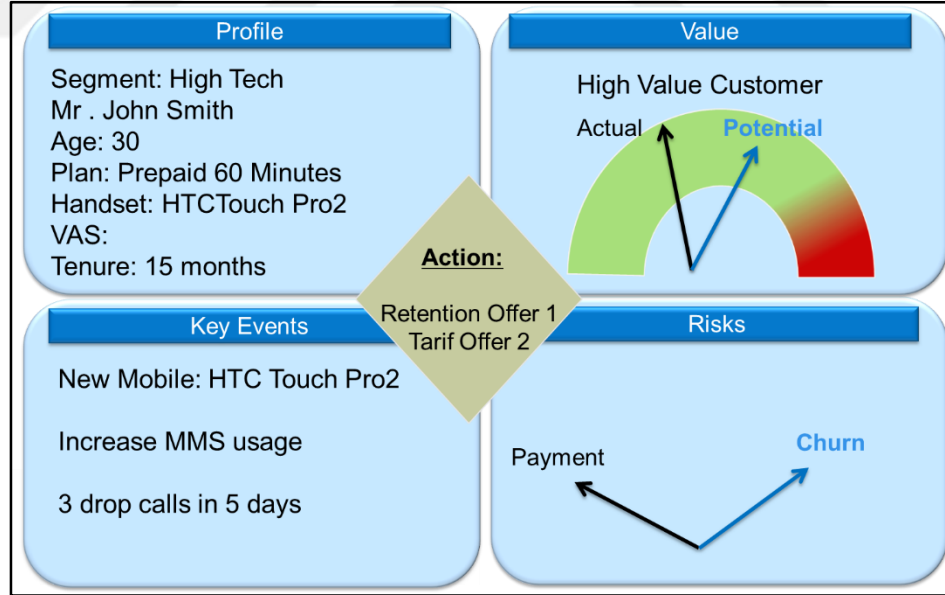 Profile
Segment: High Tech
Mr . John Smith
Age: 30
Plan: Prepaid 60 Minutes
Handset: HTCTouch Pro2
VAS:
Tenure: 15 months
Value
High Value Customer
Actual
Potential
Action:
Retention Offer 1
Tarif Offer 2
Key Events
New Mobile: HTC Touch Pro2
Increase MMS usage
3 drop calls in 5 days
Risks
Payment
Churn